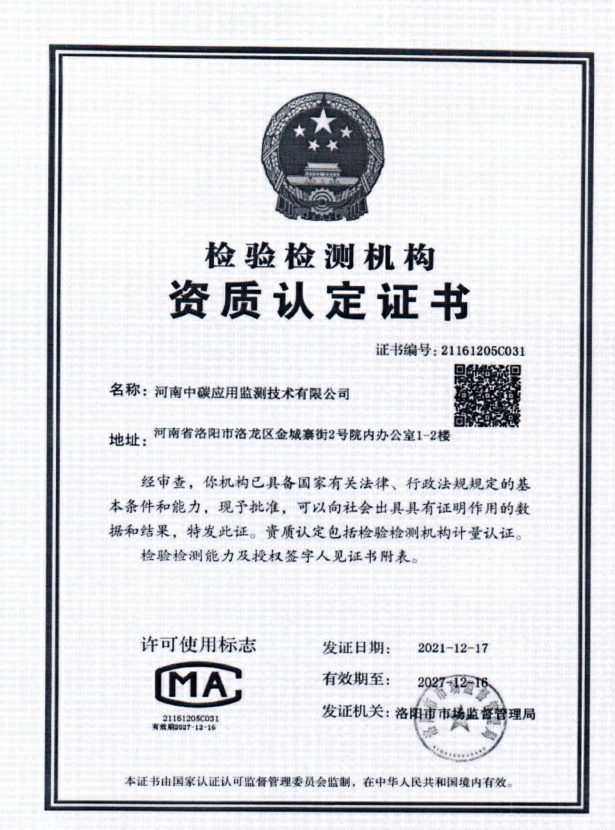 检验检测机构
资质认定证书
证书编号：21161205C031
名称：河南中碳应用监测技术有限公司
地址：河南省洛阳市洛龙区金城寨街2号院内办公室1-2楼
经审查，你机构已具备国家有关法律、行政法规规定的基
本条件和能力，现予批准，可以向社会出具具有证明作用的数
据和结果，特发此证。资质认定包括检验检测机构计量认证。
检验检测能力及授权签字人见证书附表。
许可使用标志
MA
21161205C031
有效期2027-12-16
发证日期：2021-12-17
有效期至：2027-12-16
发证机关：洛阳市市场监督管理局
本证书由国家认证认可监督管理委员会监制，在中华人民共和国境内有效。